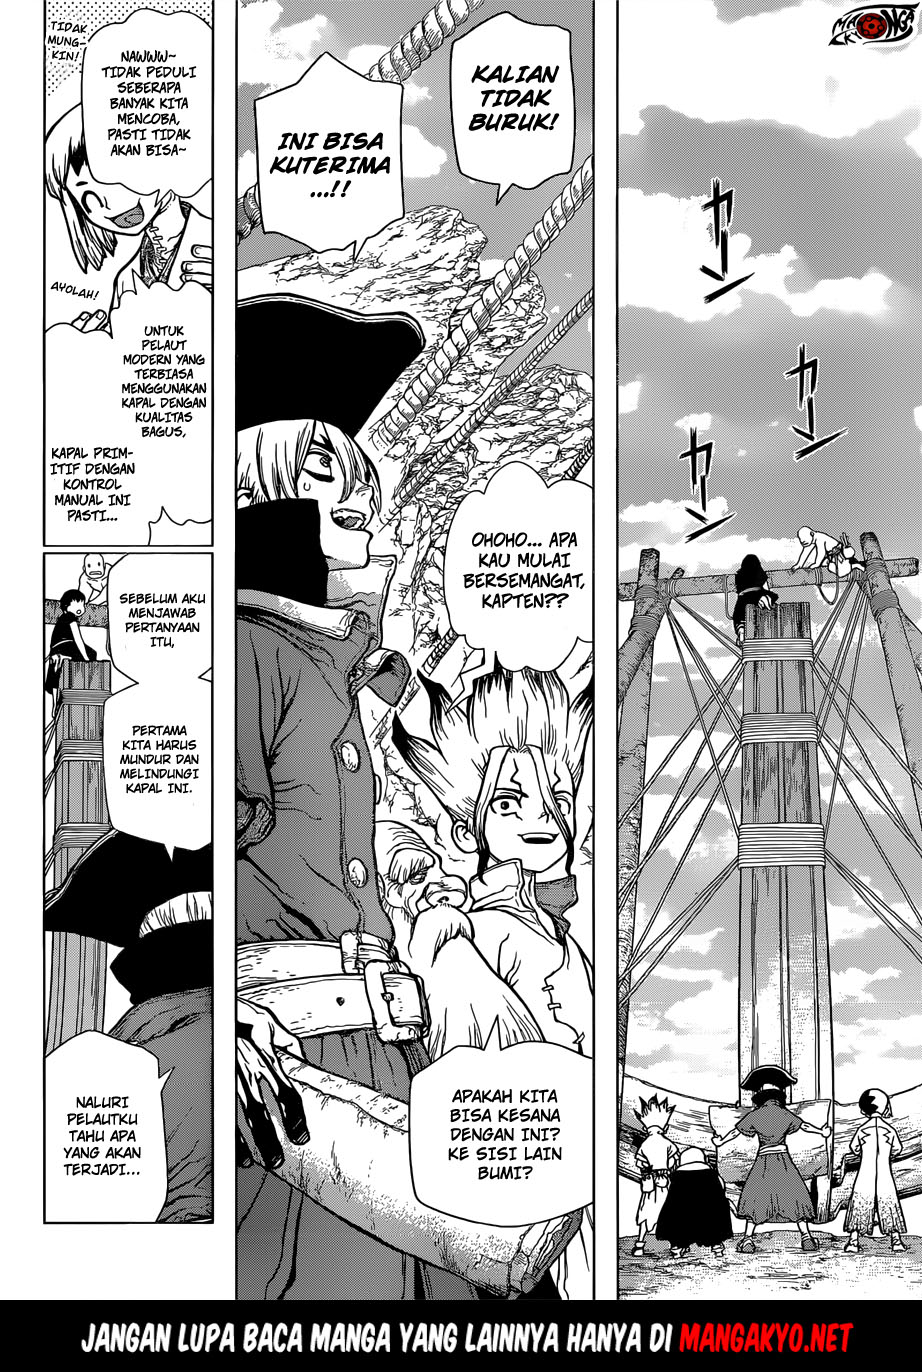 カーン
カーン
カーン
KALIAN
TIDAK
BURUK!
INI BISA
KUTERIMA
...!!
OHOHO... APA
KAU MULAI
BERSEMANGAT,
KAPTEN??
APAKAH KITA
BISA KESANA
DENGAN INI?
KE SISI LAIN
BUMI?
TIDAK
MUNG-
KIN!
NAWWW~
TIDAK PEDULI
SEBERAPA
BANYAK KITA
MENCOBA,
PASTI TIDAK
AKAN BISA~
AYOLAH!
UNTUK
PELAUT
MODERN YANG
TERBIASA
MENGGUNAKAN
KAPAL DENGAN
KUALITAS
BAGUS,
KAPAL PRIM-
ITIF DENGAN
KONTROL
MANUAL INI
PASTI...
SEBELUM AKU
MENJAWAB
PERTANYAAN
ITU,
PERTAMA
KITA HARUS
MUNDUR DAN
MELINDUNGI
KAPAL INI.
NALURI
PELAUTKU
TAHU APA
YANG AKAN
TERJADI...
JANGAN LUPA BACA MANGA YANG LAINNYA HANYA DI MANGAKYO.NET